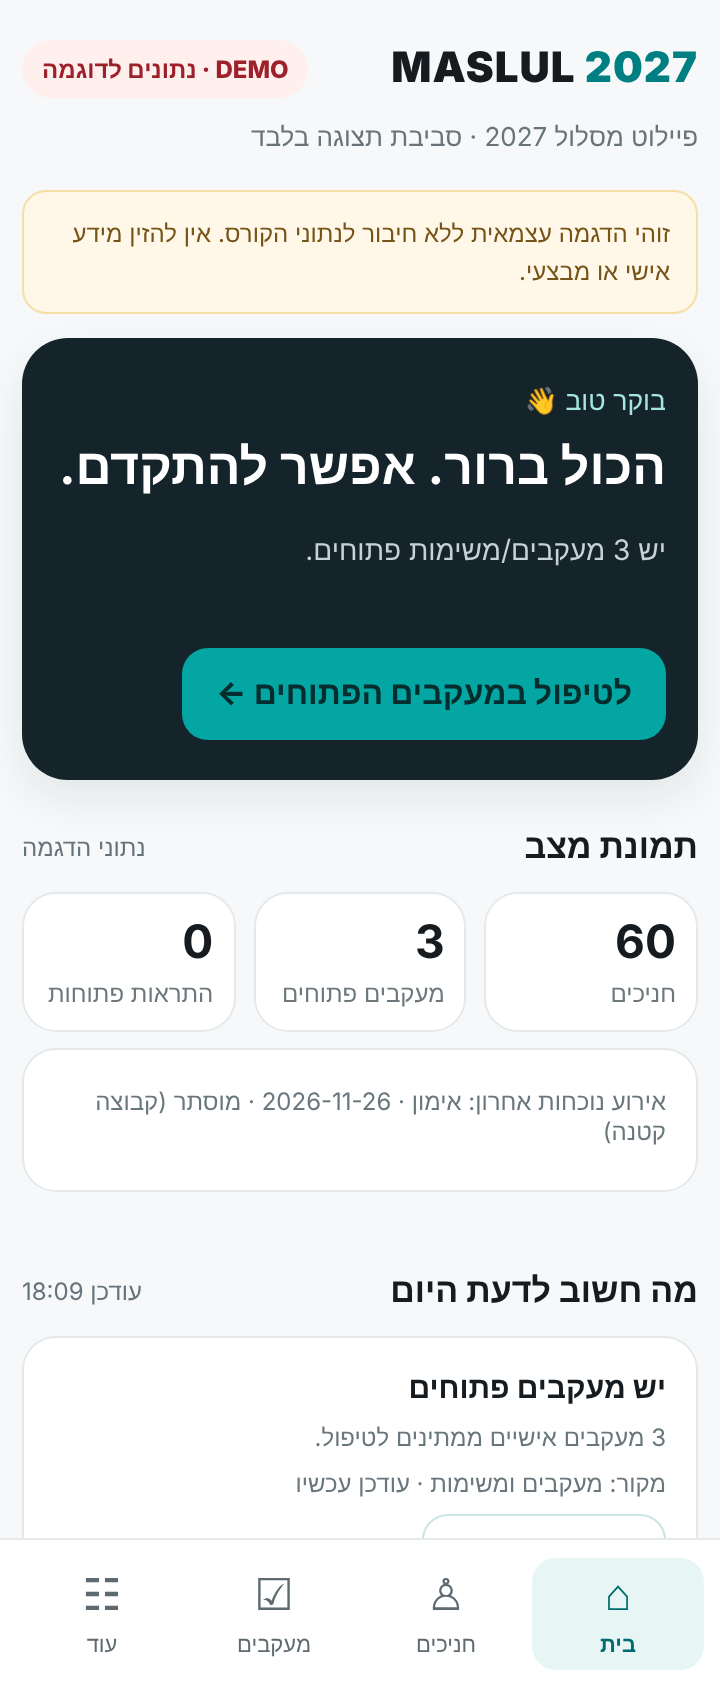 MASLUL 2027
DEMO · נתונים לדוגמה
פיילוט מסלול 2027 · סביבת תצוגה בלבד
זוהי הדגמה עצמאית ללא חיבור לנתוני הקורס. אין להזין מידע
אישי או מבצעי.
בוקר טוב 👋
הכול ברור. אפשר להתקדם.
יש 3 מעקבים/משימות פתוחים.
לטיפול במעקבים הפתוחים ←
תמונת מצב
נתוני הדגמה
60
חניכים
3
מעקבים פתוחים
0
התראות פתוחות
אירוע נוכחות אחרון: אימון · 2026-11-26 · מוסתר (קבוצה
קטנה)
מה חשוב לדעת היום
עודכן 18:09
יש מעקבים פתוחים
3 מעקבים אישיים ממתינים לטיפול.
מקור: מעקבים ומשימות · עודכן עכשיו
בית
חניכים
מעקבים
עוד